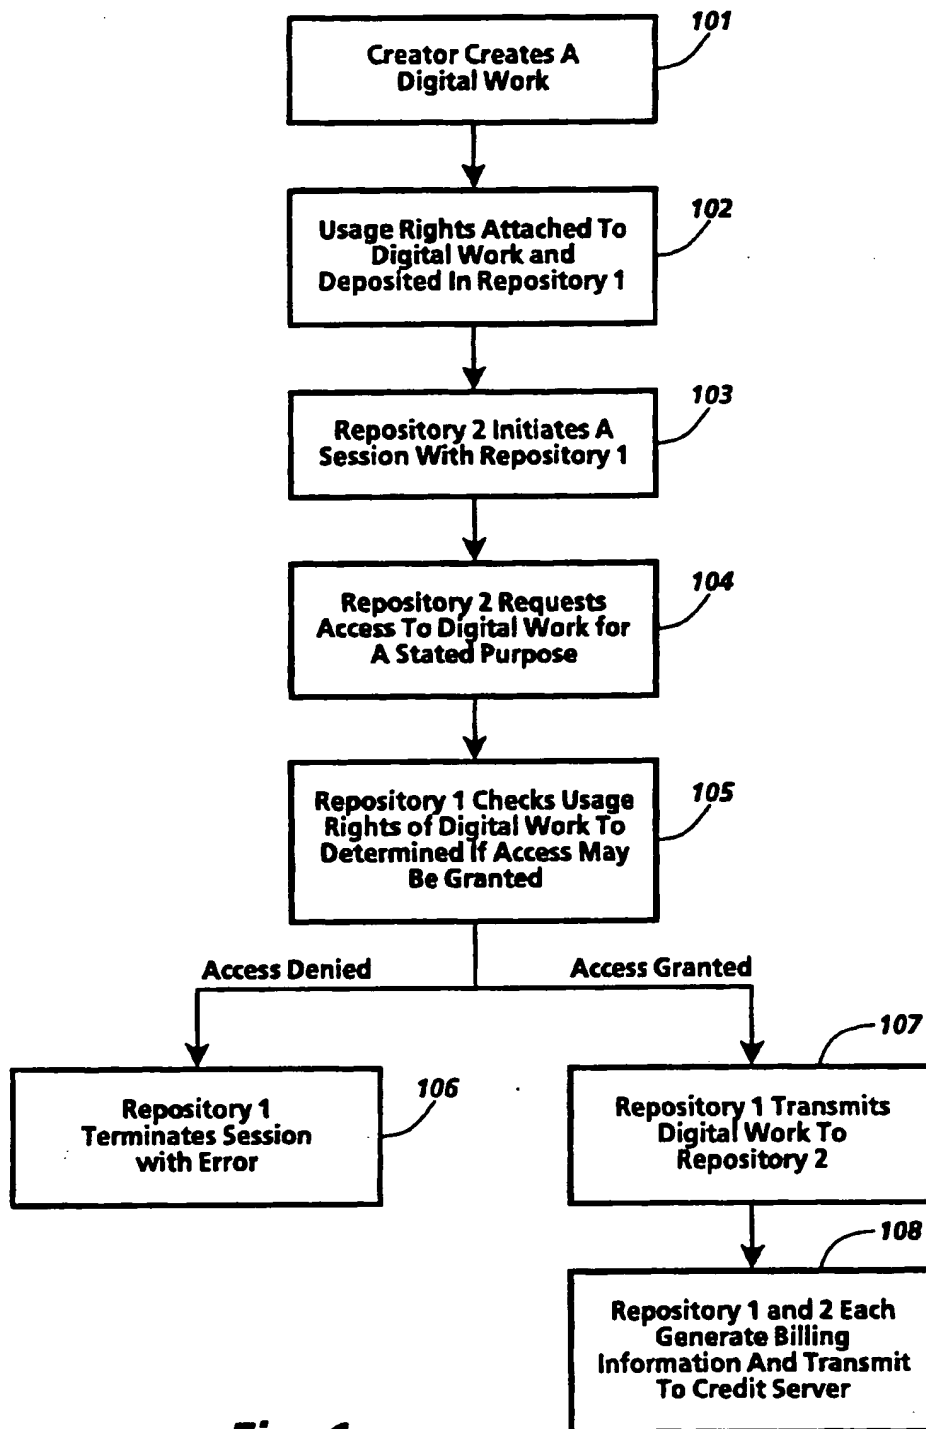 101
Creator Creates A
Digital Work
102
Usage Rights Attached To
Digital Work and
Deposited In Repository 1
103
Repository 2 Initiates A
Session With Repository 1
104
Repository 2 Requests
Access To Digital Work for
A Stated Purpose
105
Repository 1 Checks Usage
Rights of Digital Work To
Determined If Access May
Be Granted
Access Denied
Access Granted
106
Repository 1
Terminates Session
with Error
107
Repository 1 Transmits
Digital Work To
Repository 2
108
Repository 1 and 2 Each
Generate Billing
Information And Transmit
To Credit Server